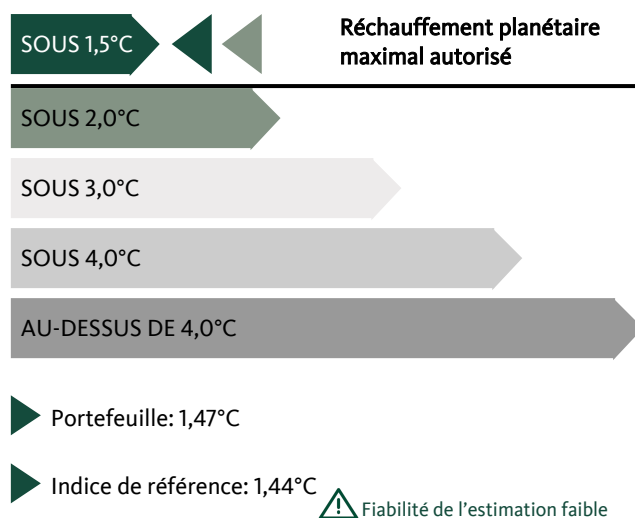 SOUS 1,5°C
Réchauffement planétaire
maximal autorisé
SOUS 2,0°C
SOUS 3,0°C
SOUS 4,0°C
AU-DESSUS DE 4,0°C
Portefeuille: 1,47°C
Indice de référence: 1,44°C
Fiabilité de l'estimation faible